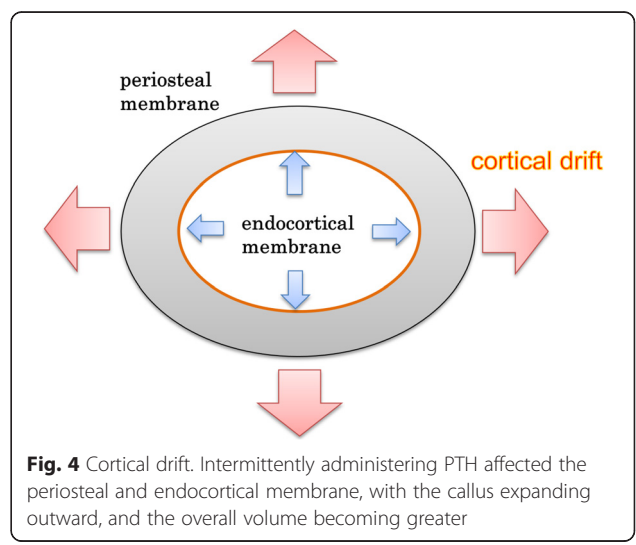 periosteal
membrane
cortical drift
endocortical
membrane
Fig. 4 Cortical drift. Intermittently administering PTH affected the
periosteal and endocortical membrane, with the callus expanding
outward, and the overall volume becoming greater